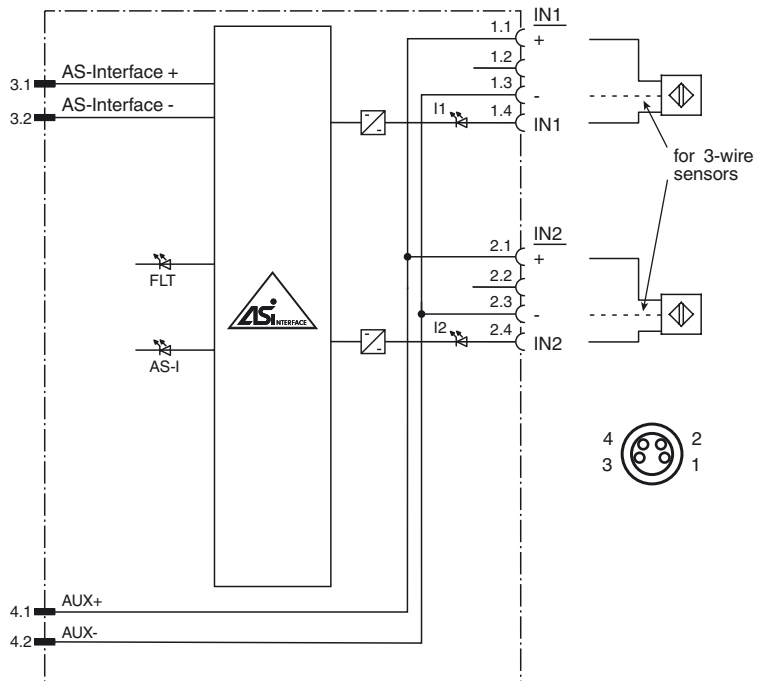 IN1
1.1
+
1.2
3.1
AS-Interface +
1.3
-
3.2
AS-Interface -
I1
1.4
IN1
for 3-wire
sensors
IN2
2.1
+
FLT
2.2
2.3
-
ASi INTERFACE
I2
2.4
IN2
AS-I
4
2
3
1
4.1
AUX+
4.2
AUX-